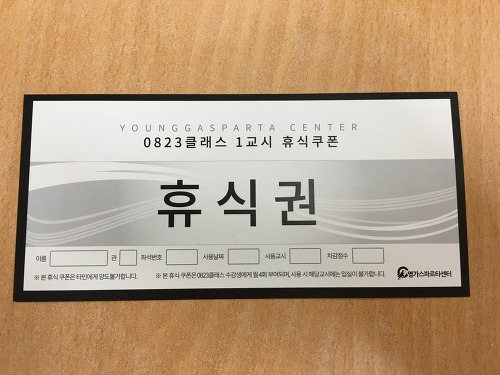 YOUNGGASPARTA CENTER
0823클래스 1교시 휴식쿠폰
휴식권
이름 관 좌석번호 사용날짜 사용교시 차감점수
※ 본 휴식 쿠폰은 타인에게 양도불가합니다. ※ 본 휴식 쿠폰은 0823클래스 수강생에게 월 4회 부여되며, 사용 시 해당교시에는 입실이 불가합니다. 영가스파르타센터